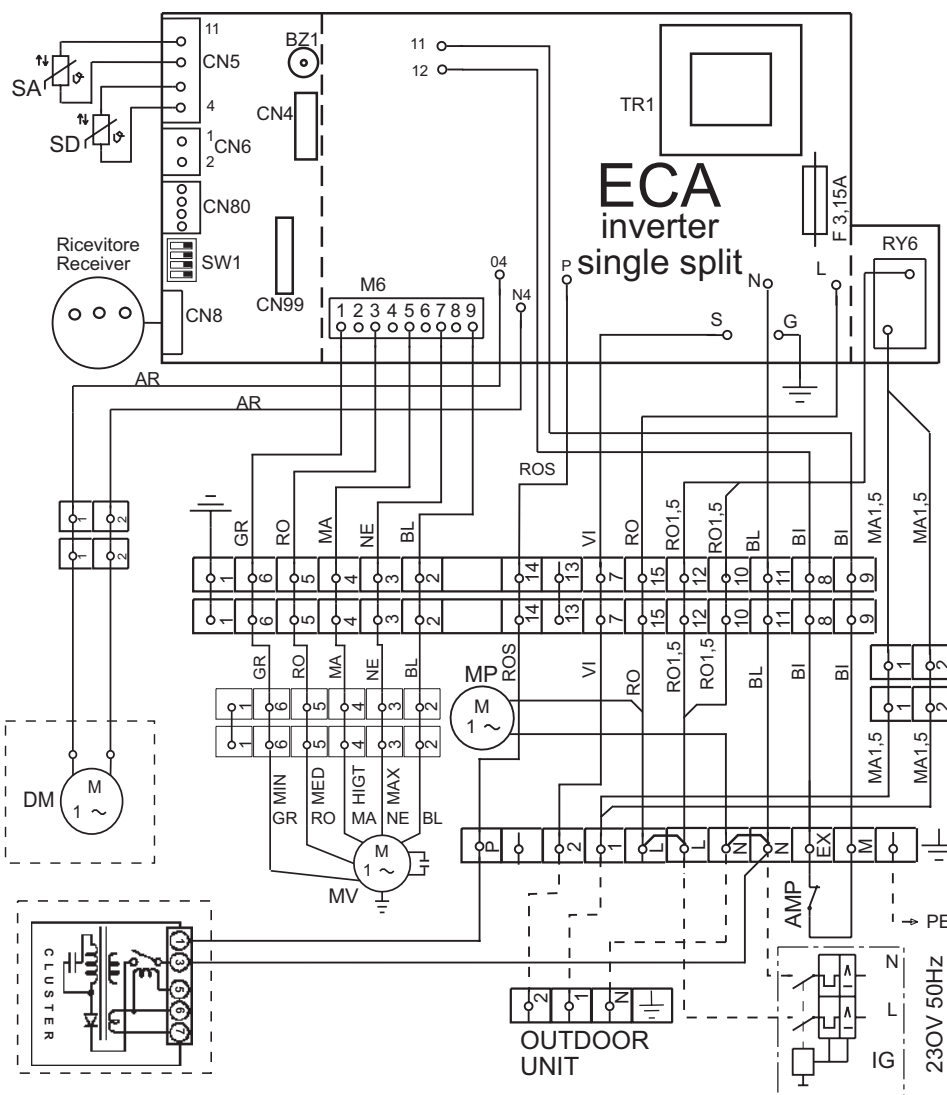 11
CN5
4
SA
SD
1
CN6
2
CN80
SW1
Ricevitore
Receiver
CN8
BZ1
CN4
CN99
11
12
TR1
ECA
inverter
single split
F 3,15A
RY6
M6
1 2 3 4 5 6 7 8 9
04
N4
P
S
G
N
L
AR
AR
ROS
1
2
1
2
GR
RO
MA
NE
BL
VI
RO
RO1,5
RO1,5
BL
BI
BI
MA1,5
MA1,5
1 6 5 4 3 2 14 13 7 15 12 10 11 8 9
1 6 5 4 3 2 14 13 7 15 12 10 11 8 9
GR
RO
MA
NE
BL
ROS
MP
M
1 ~
VI
RO
RO1,5
RO1,5
BL
BI
BI
1 2
1 2
MA1,5
MA1,5
1 6 5 4 3 2
1 6 5 4 3 2
MIN
MED
HIGT
MAX
GR
RO
MA
NE
BL
DM
M
1 ~
M
1 ~
MV
P 2 1 L L N N EX M
AMP
PE
CLUSTER
1
3
5
6
7
2 1 N
OUTDOOR
UNIT
N
L
IG
230V 50Hz